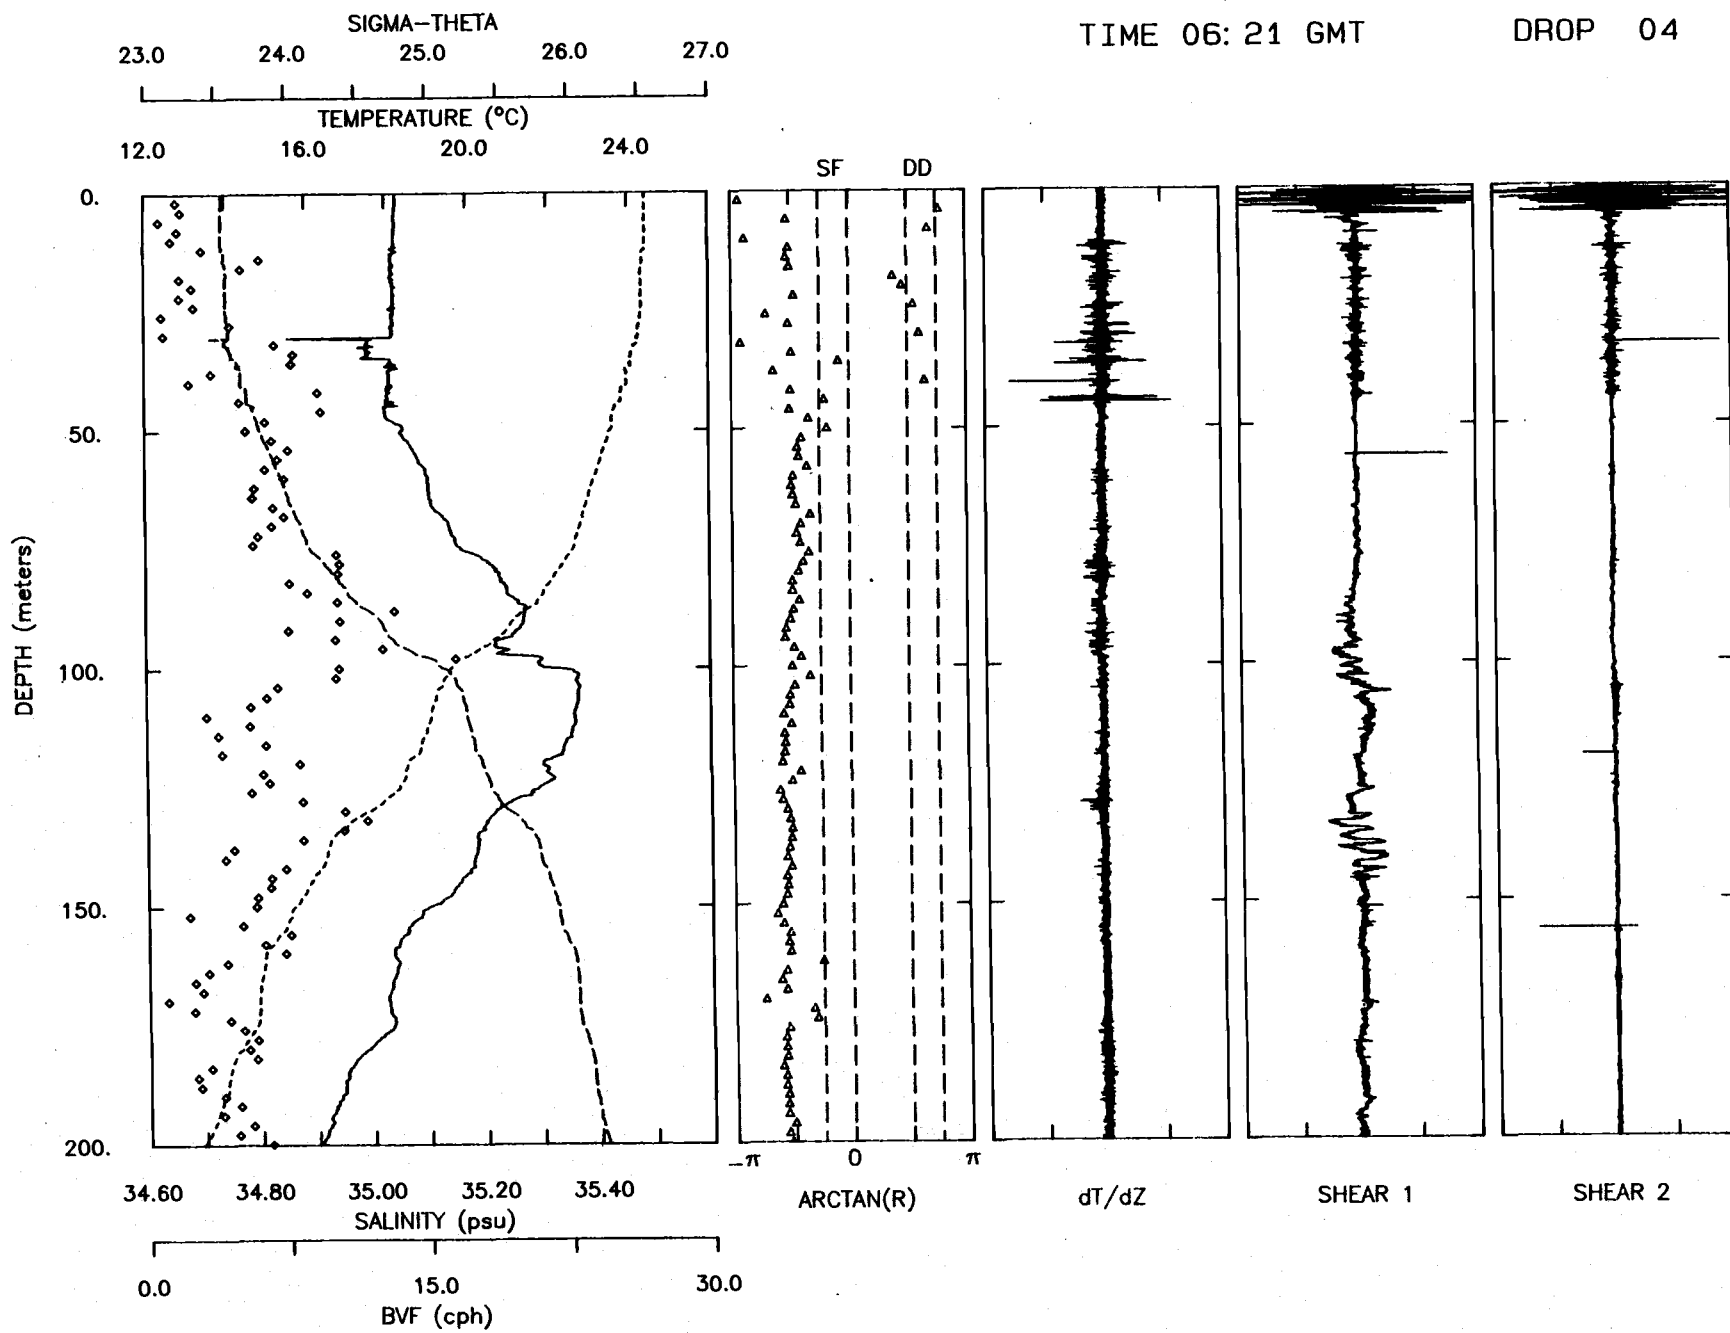 SIGMA-THETA
TIME 06:21 GMT DROP 04
23.0 24.0 25.0 26.0 27.0
TEMPERATURE (°C)
12.0 16.0 20.0 24.0
SF DD
0.
50.
100.
150.
200.
DEPTH (meters)
-π 0 π
34.60 34.80 35.00 35.20 35.40
SALINITY (psu)
ARCTAN(R) dT/dZ SHEAR 1 SHEAR 2
0.0 15.0 30.0
BVF (cph)